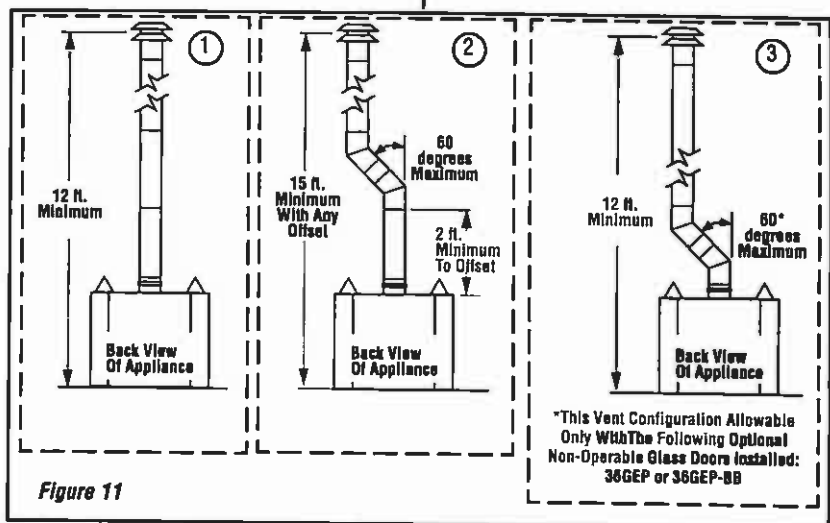 1
12 ft.
Minimum
Back View
Of Appliance
2
60
degrees
Maximum
15 ft.
Minimum
With Any
Offset
2 ft.
Minimum
To Offset
Back View
Of Appliance
3
12 ft.
Minimum
60*
degrees
Maximum
Back View
Of Appliance
*This Vent Configuration Allowable
Only With The Following Optional
Non-Operable Glass Doors Installed:
36GEP or 36GEP-BB
Figure 11